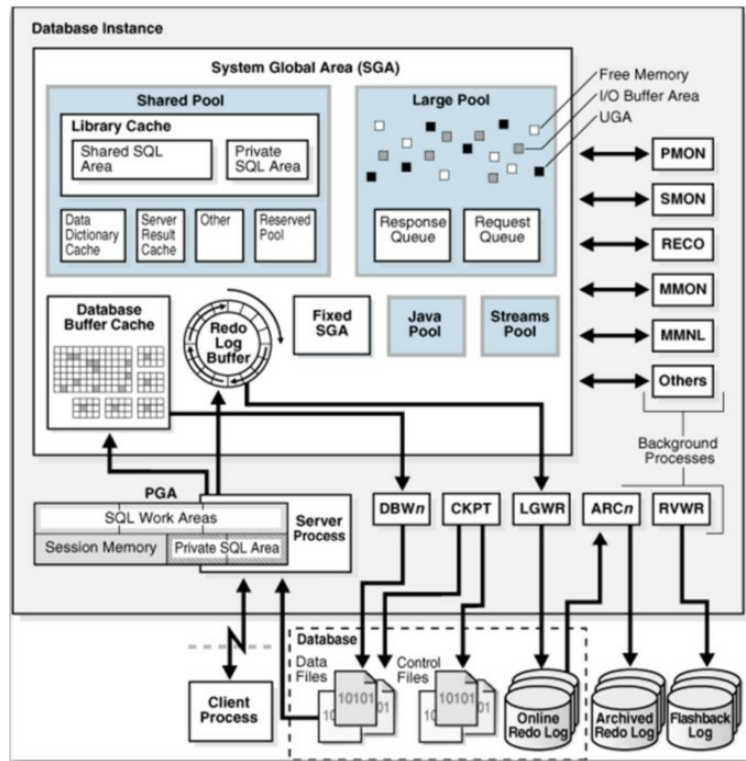 Database Instance
System Global Area (SGA)
Shared Pool
Library Cache
Shared SQL
Area
Private
SQL Area
Data
Dictionary
Cache
Server
Result
Cache
Other
Reserved
Pool
Large Pool
Response
Queue
Request
Queue
Free Memory
I/O Buffer Area
UGA
PMON
SMON
RECO
MMON
MMNL
Others
Background
Processes
Database
Buffer Cache
Redo
Log
Buffer
Fixed
SGA
Java
Pool
Streams
Pool
PGA
SQL Work Areas
Session Memory
Private SQL Area
Server
Process
DBWn
CKPT
LGWR
ARCn
RVWR
Client
Process
Database
Data
Files
10101
10
01
Control
Files
10101
10
01
Online
Redo Log
Archived
Redo Log
Flashback
Log